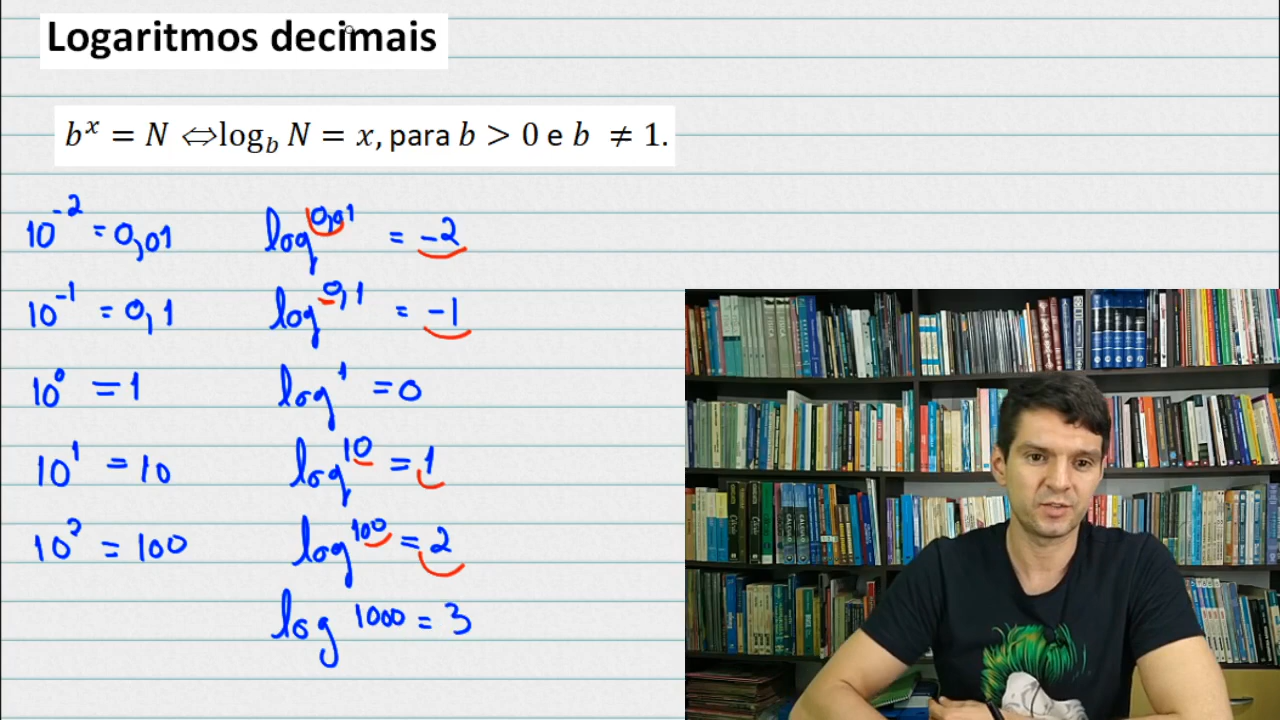 Logaritmos decimais
b^x = N ⇔ log_b N = x, para b > 0 e b ≠ 1.
10^-2 = 0,01 log 0,01 = -2
10^-1 = 0,1 log 0,1 = -1
10^0 = 1 log 1 = 0
10^1 = 10 log 10 = 1
10^2 = 100 log 100 = 2
log 1000 = 3